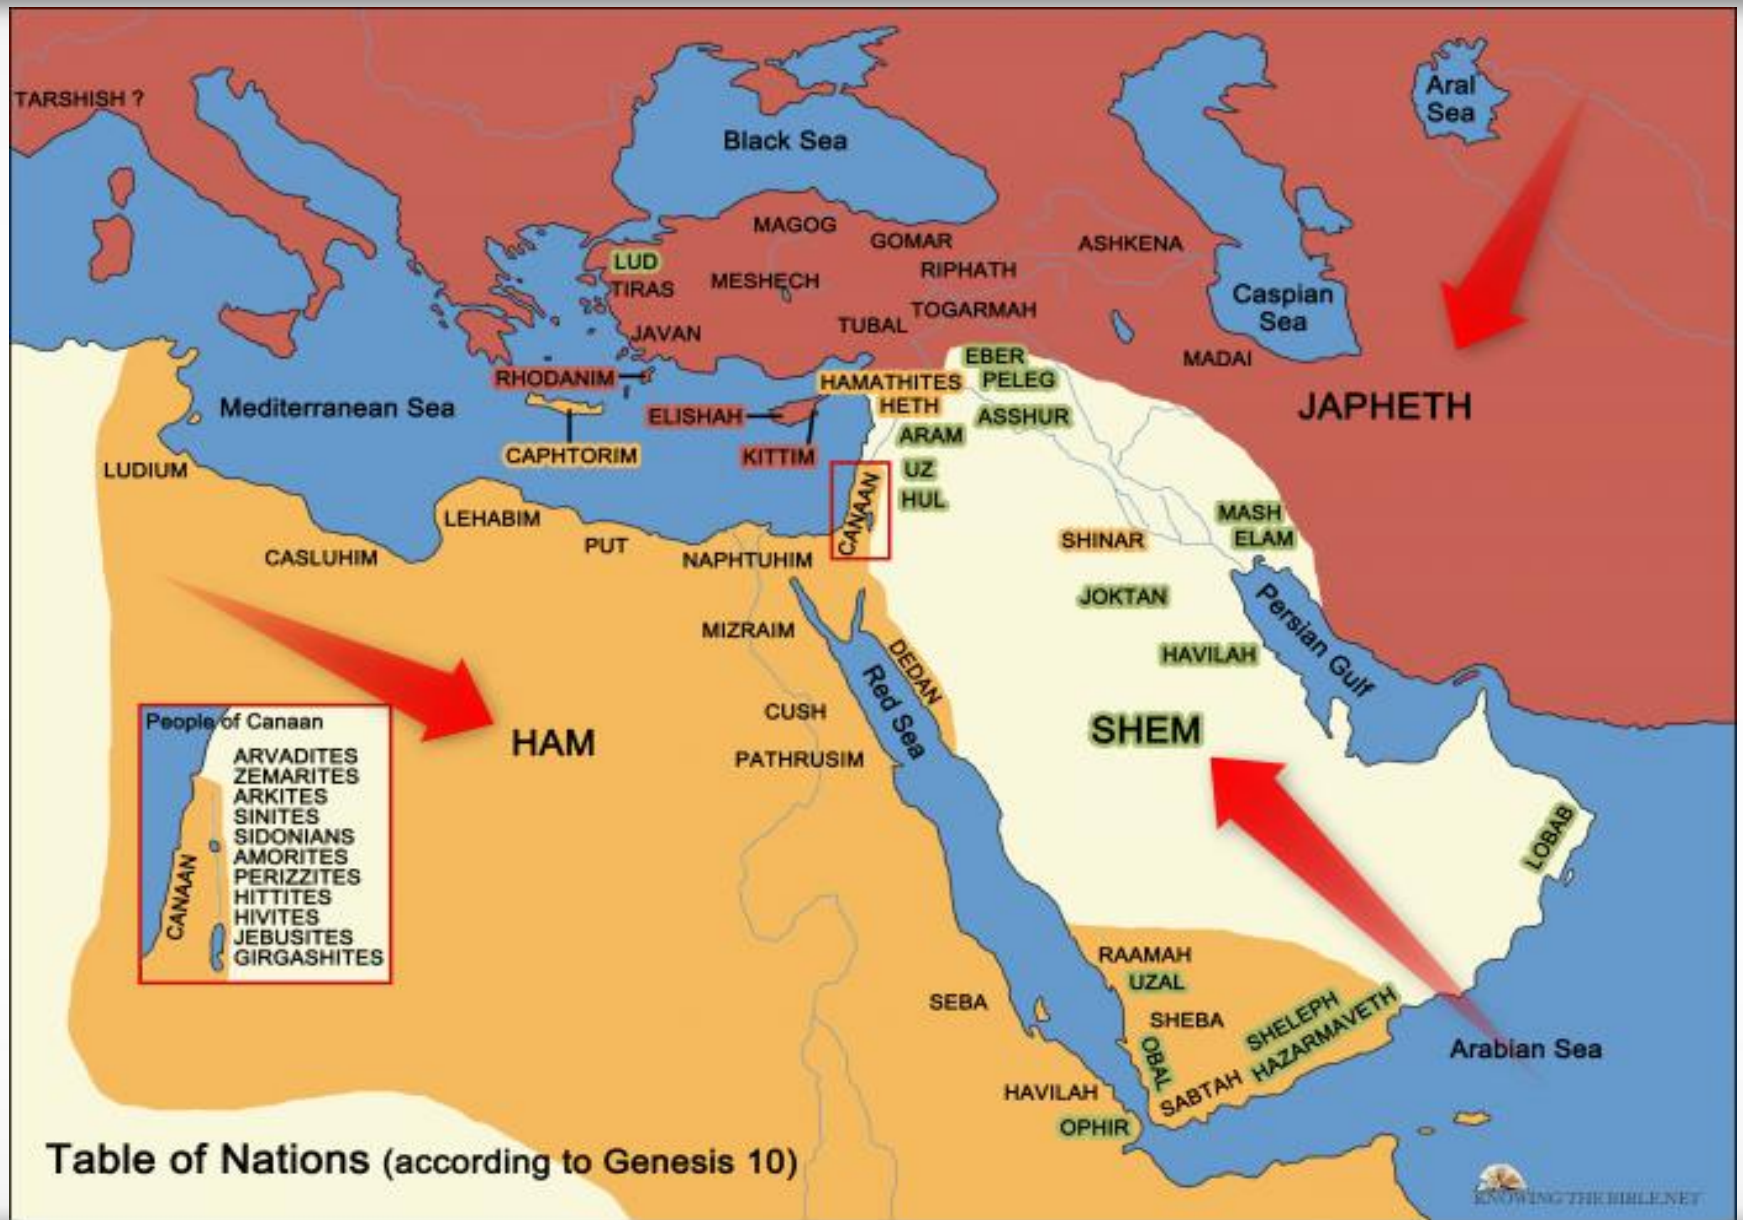 TARSHISH ?
Aral
Sea
Black Sea
MAGOG
GOMAR
ASHKENA
LUD
RIPHATH
TIRAS
MESHECH
Caspian
Sea
TOGARMAH
JAVAN
TUBAL
MADAI
EBER
RHODANIM
HAMATHITES
PELEG
JAPHETH
Mediterranean Sea
HETH
ELISHAH
ASSHUR
ARAM
CAPHTORIM
KITTIM
LUDIUM
UZ
HUL
CANAAN
LEHABIM
MASH
CASLUHIM
PUT
NAPHTUHIM
SHINAR
ELAM
JOKTAN
Persian Gulf
MIZRAIM
DEDAN
HAVILAH
Red Sea
CUSH
HAM
SHEM
PATHRUSIM
People of Canaan
ARVADITES
ZEMARITES
ARKITES
SINITES
SIDONIANS
AMORITES
PERIZZITES
HITTITES
HIVITES
JEBUSITES
GIRGASHITES
CANAAN
LOBAB
RAAMAH
UZAL
SEBA
SHEBA
SHELEPH
HAZARMAVETH
OBAL
SABTAH
Arabian Sea
HAVILAH
OPHIR
Table of Nations (according to Genesis 10)
KNOWING THE BIBLE.NET